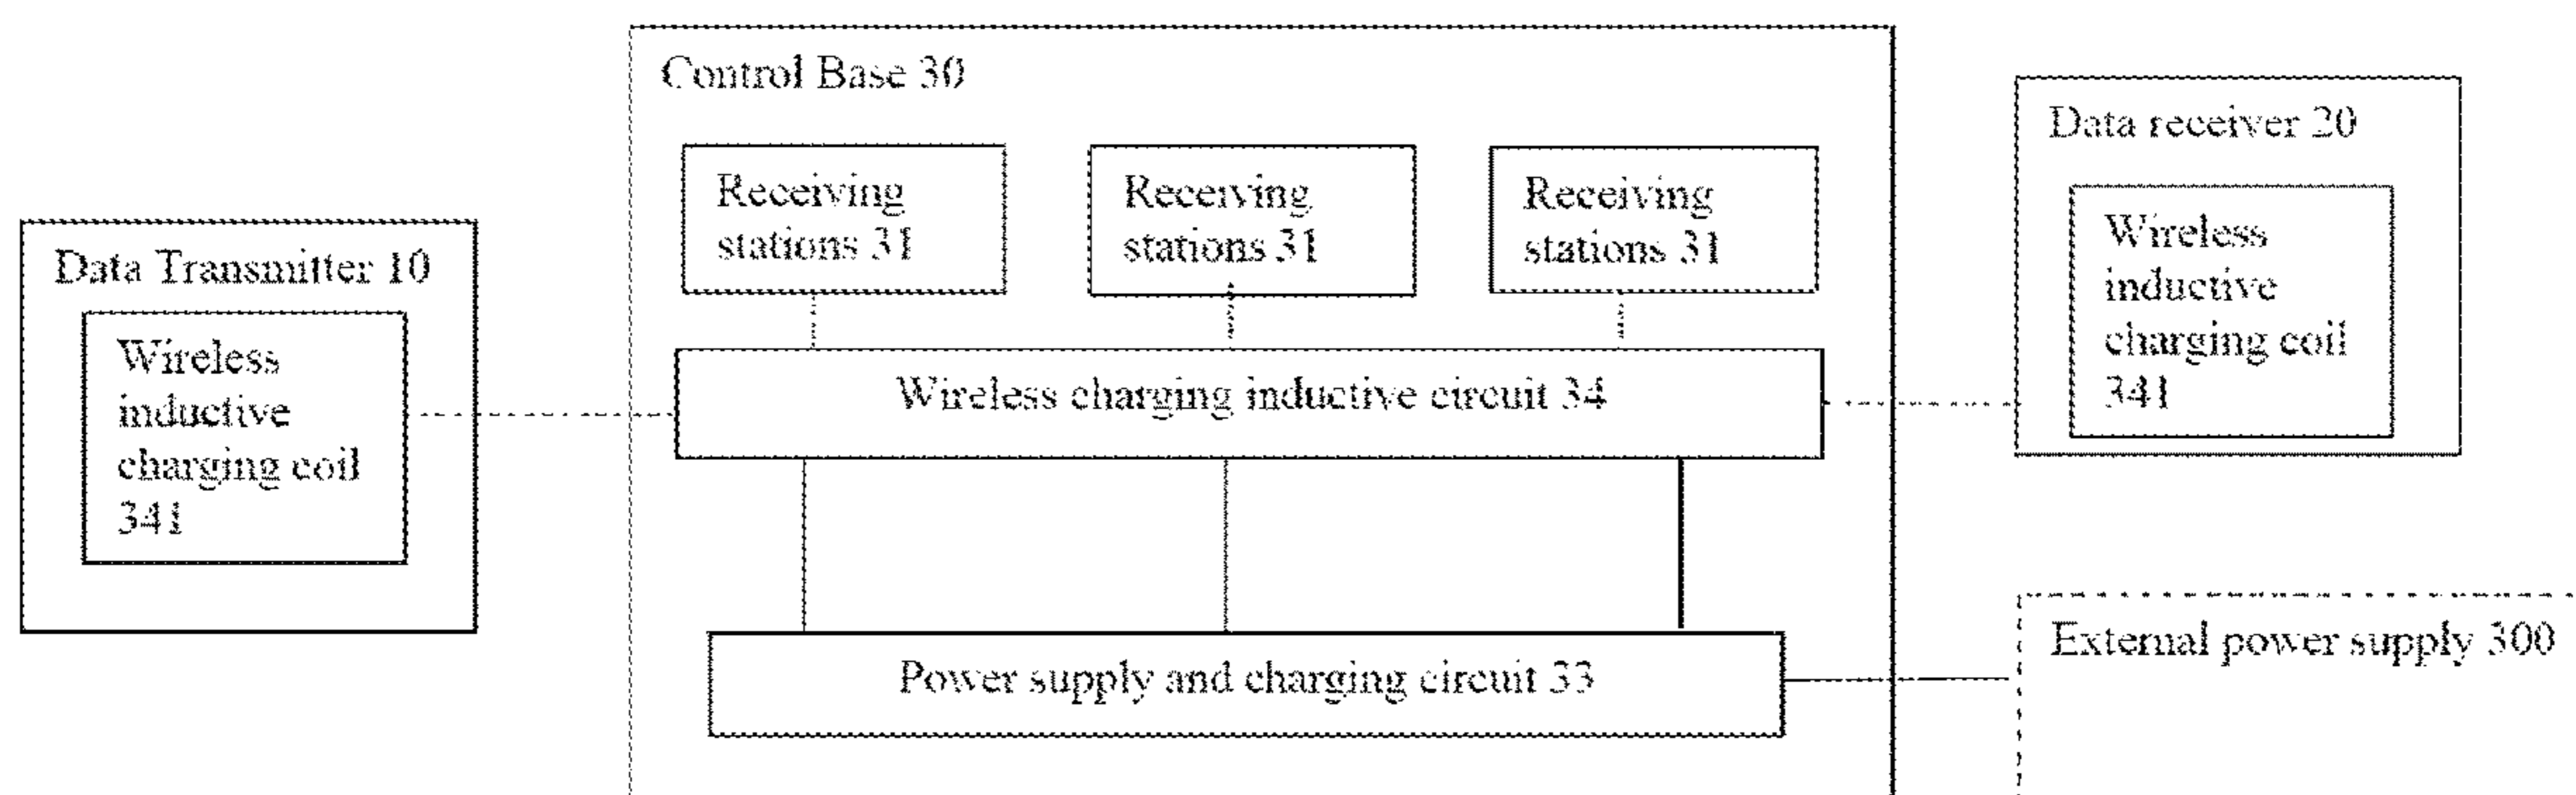 Control Base 30
Receiving
stations 31
Receiving
stations 31
Receiving
stations 31
Data receiver 20
Wireless
inductive
charging coil
341
Data Transmitter 10
Wireless
inductive
charging coil
341
Wireless charging inductive circuit 34
Power supply and charging circuit 33
External power supply 300